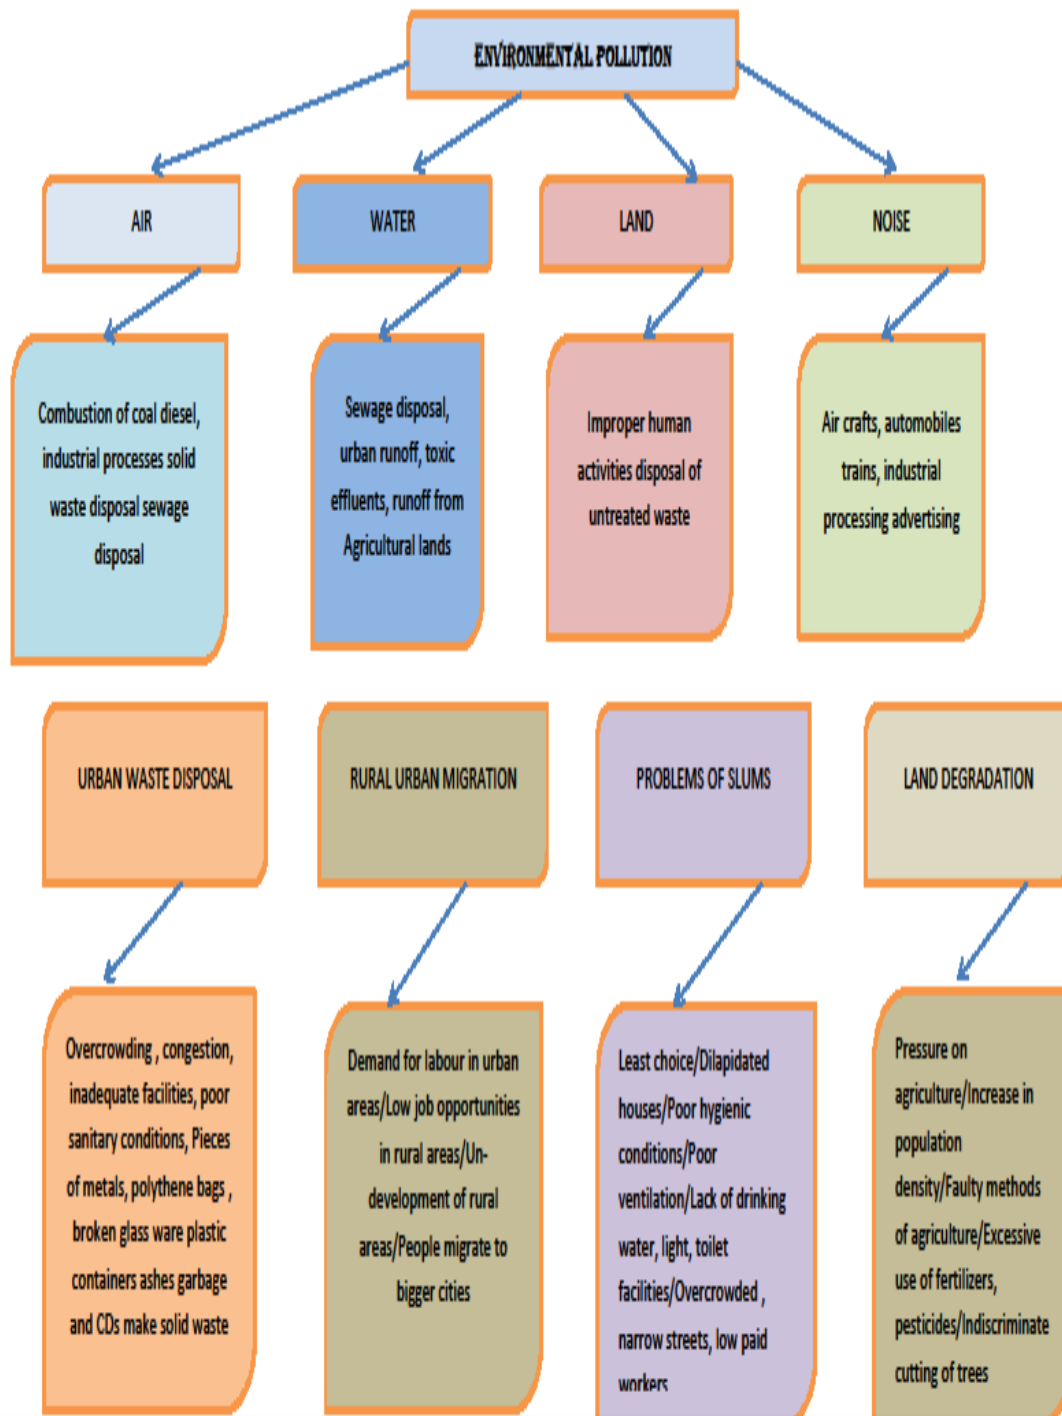 ENVIRONMENTAL POLLUTION
AIR
WATER
LAND
NOISE
Combustion of coal diesel,
industrial processes solid
waste disposal sewage
disposal
Sewage disposal,
urban runoff, toxic
effluents, runoff from
Agricultural lands
Improper human
activities disposal of
untreated waste
Air crafts, automobiles
trains, industrial
processing advertising
URBAN WASTE DISPOSAL
RURAL URBAN MIGRATION
PROBLEMS OF SLUMS
LAND DEGRADATION
Overcrowding , congestion,
inadequate facilities, poor
sanitary conditions, Pieces
of metals, polythene bags ,
broken glass ware plastic
containers ashes garbage
and CDs make solid waste
Demand for labour in urban
areas/Low job opportunities
in rural areas/Un-
development of rural
areas/People migrate to
bigger cities
Least choice/Dilapidated
houses/Poor hygienic
conditions/Poor
ventilation/Lack of drinking
water, light, toilet
facilities/Overcrowded ,
narrow streets, low paid
workers
Pressure on
agriculture/Increase in
population
density/Faulty methods
of agriculture/Excessive
use of fertilizers,
pesticides/Indiscriminate
cutting of trees